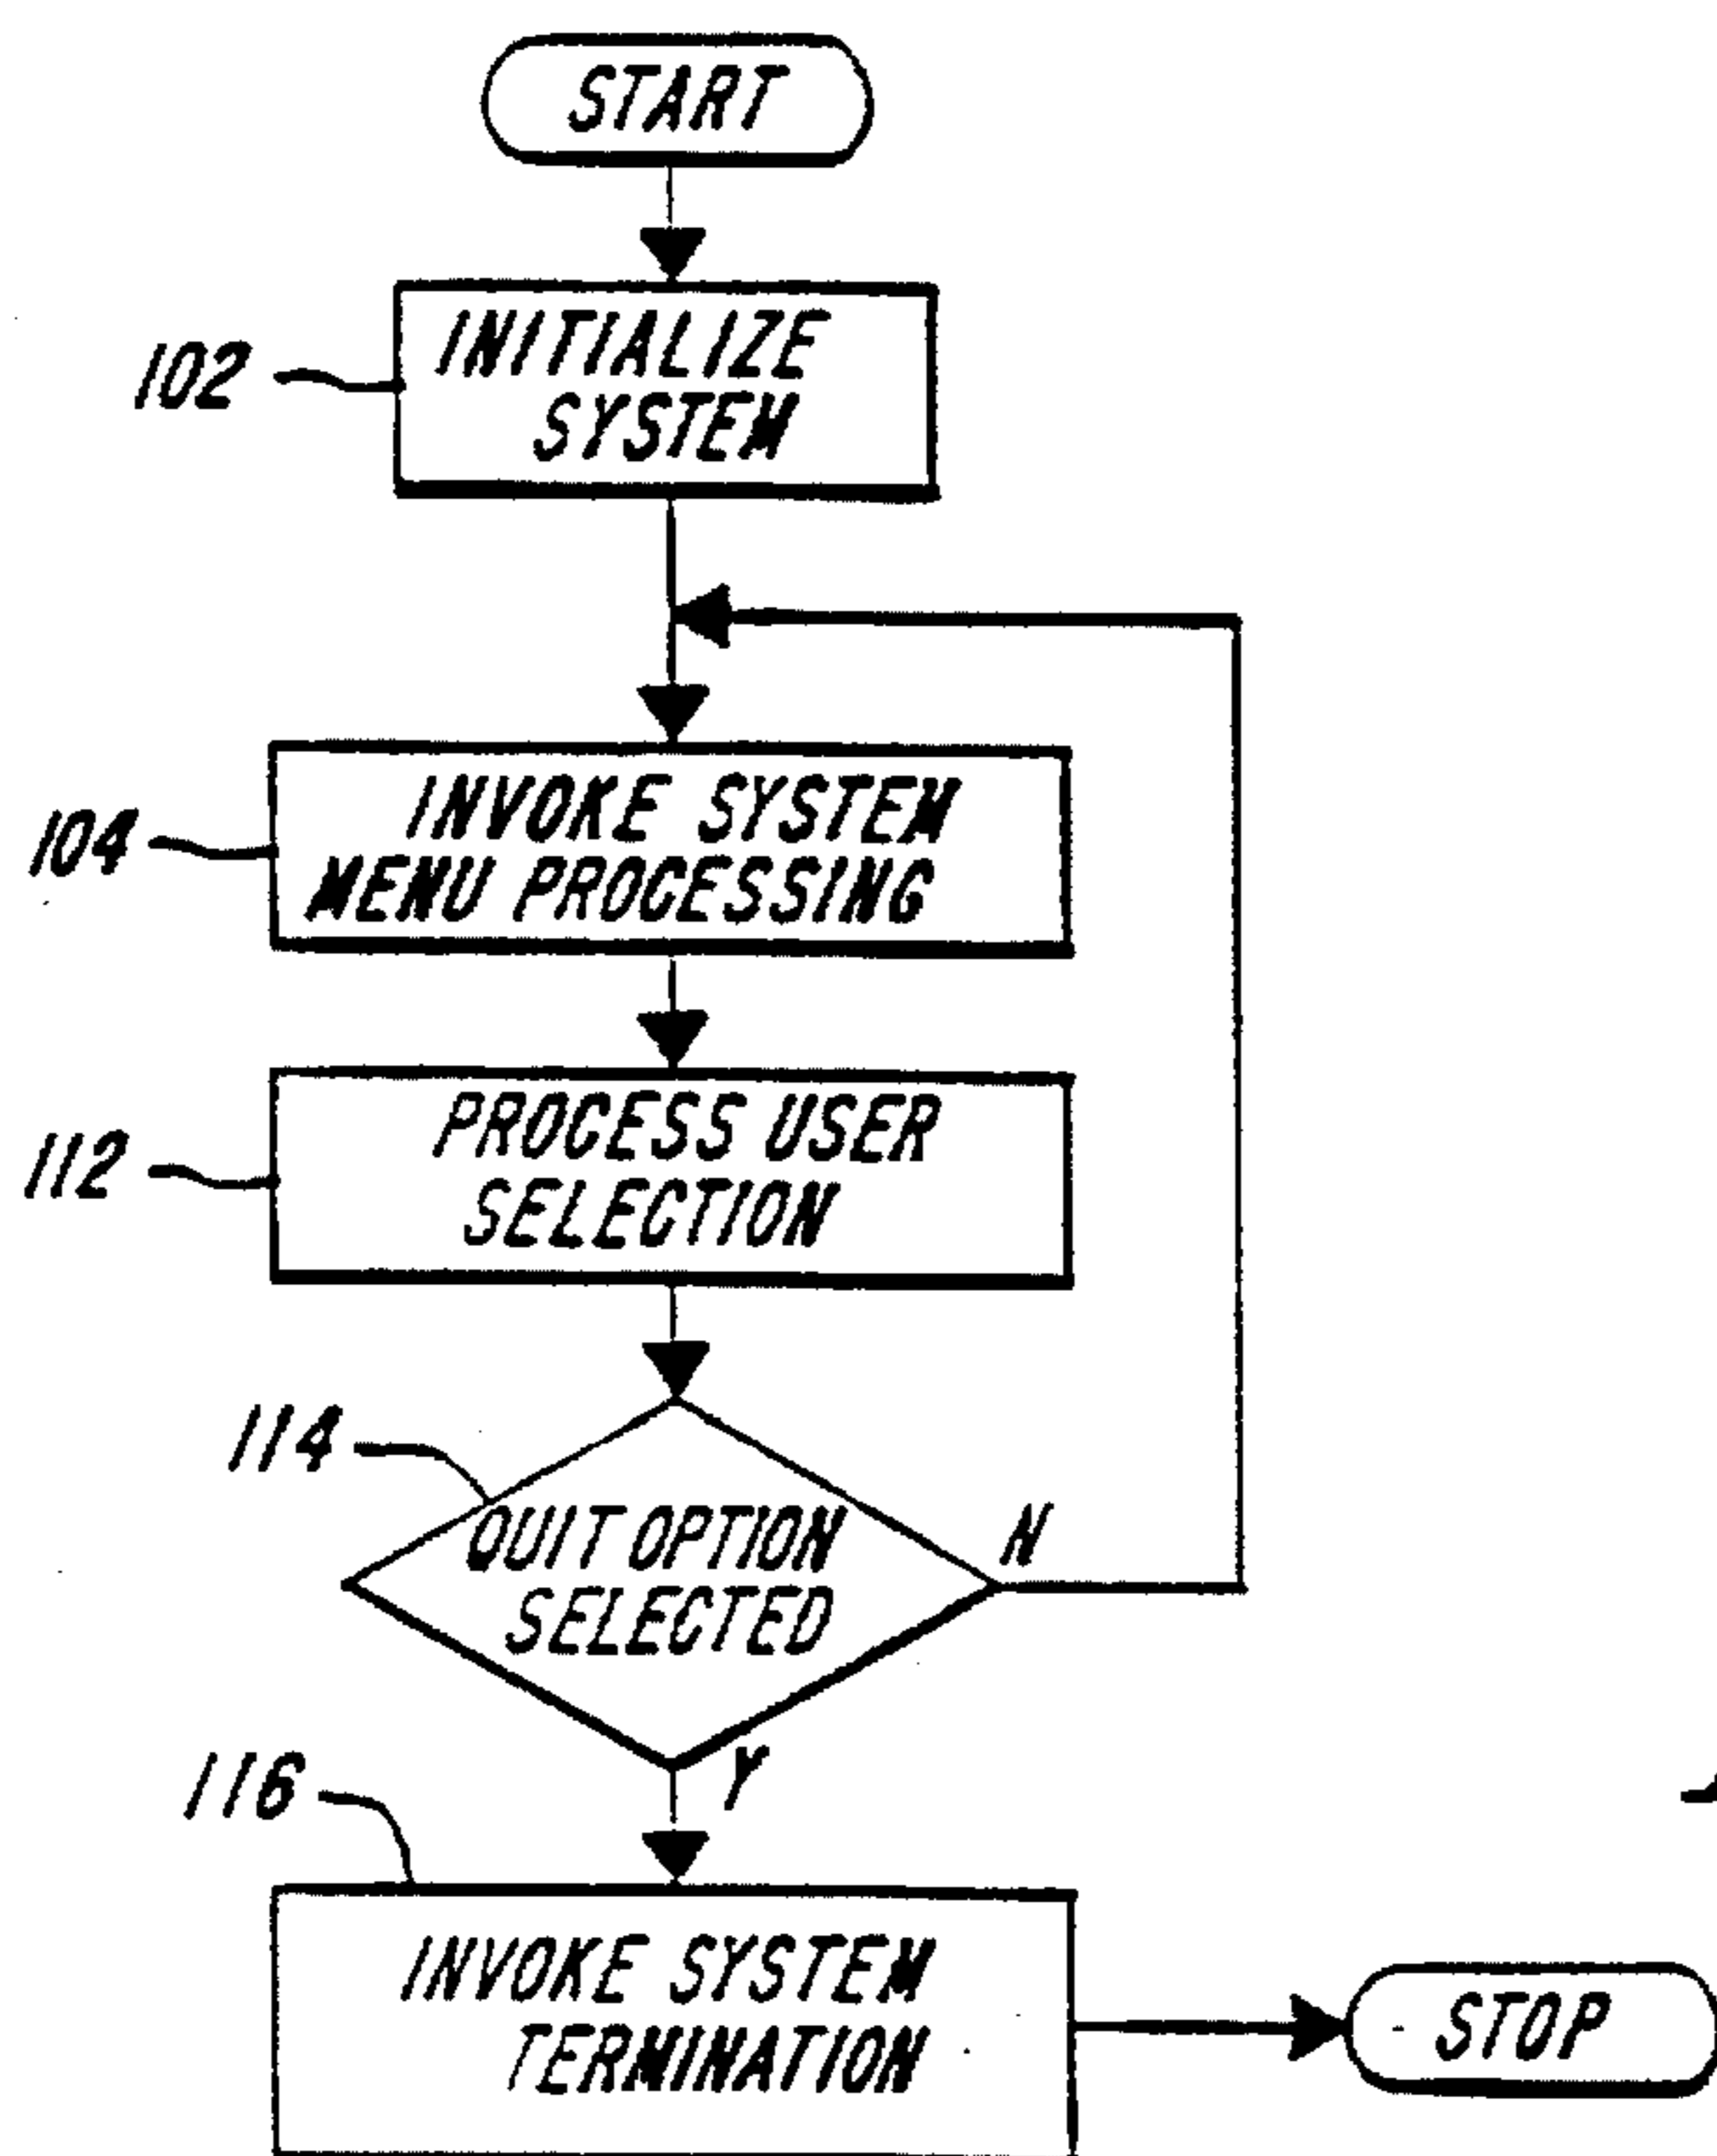 START
102
INITIALIZE
SYSTEM
104
INVOKE SYSTEM
MENU PROCESSING
112
PROCESS USER
SELECTION
114
QUIT OPTION
SELECTED
N
Y
116
INVOKE SYSTEM
TERMINATION
STOP